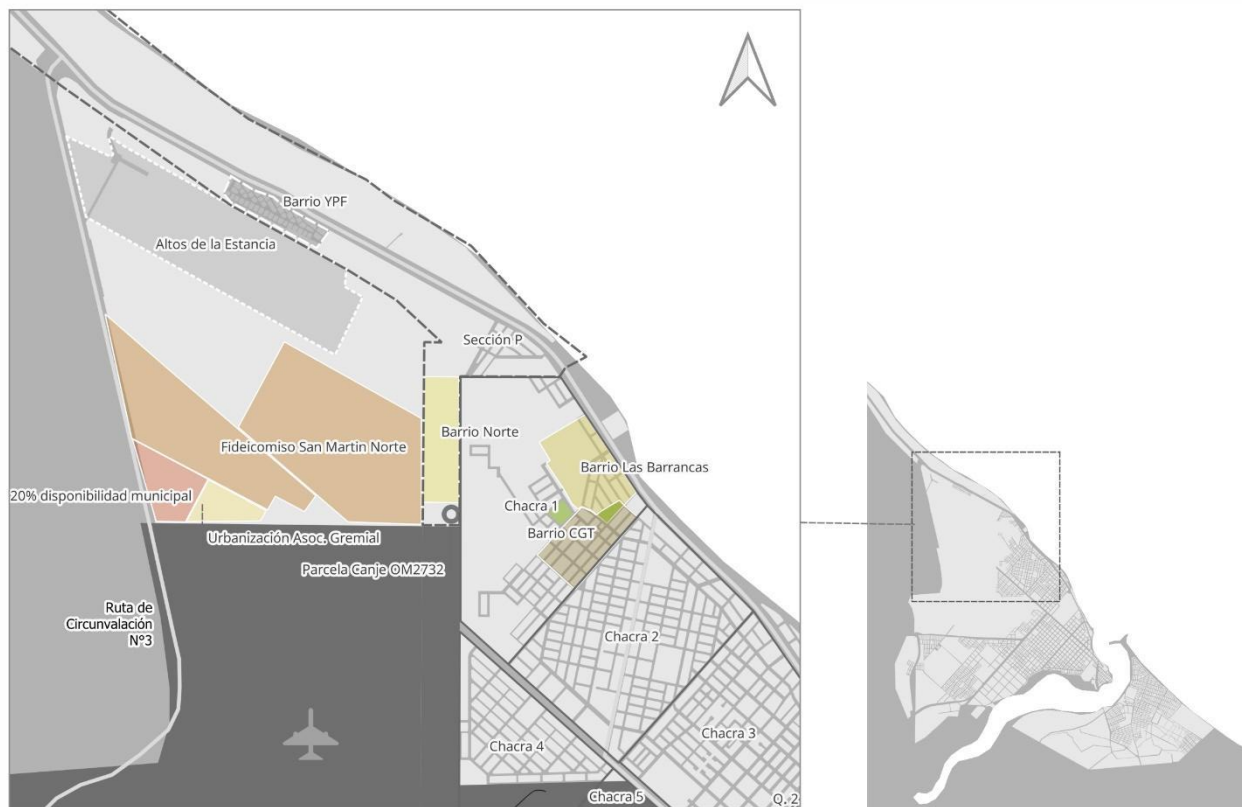 Barrio YPF
Altos de la Estancia
Sección P
Barrio Norte
Fideicomiso San Martin Norte
Barrio Las Barrancas
20% disponibilidad municipal
Chacra 1
Barrio CGT
Urbanización Asoc. Gremial
Parcela Canje OM2732
Ruta de
Circunvalación
N°3
Chacra 2
Chacra 3
Chacra 4
Chacra 5
Q. 2